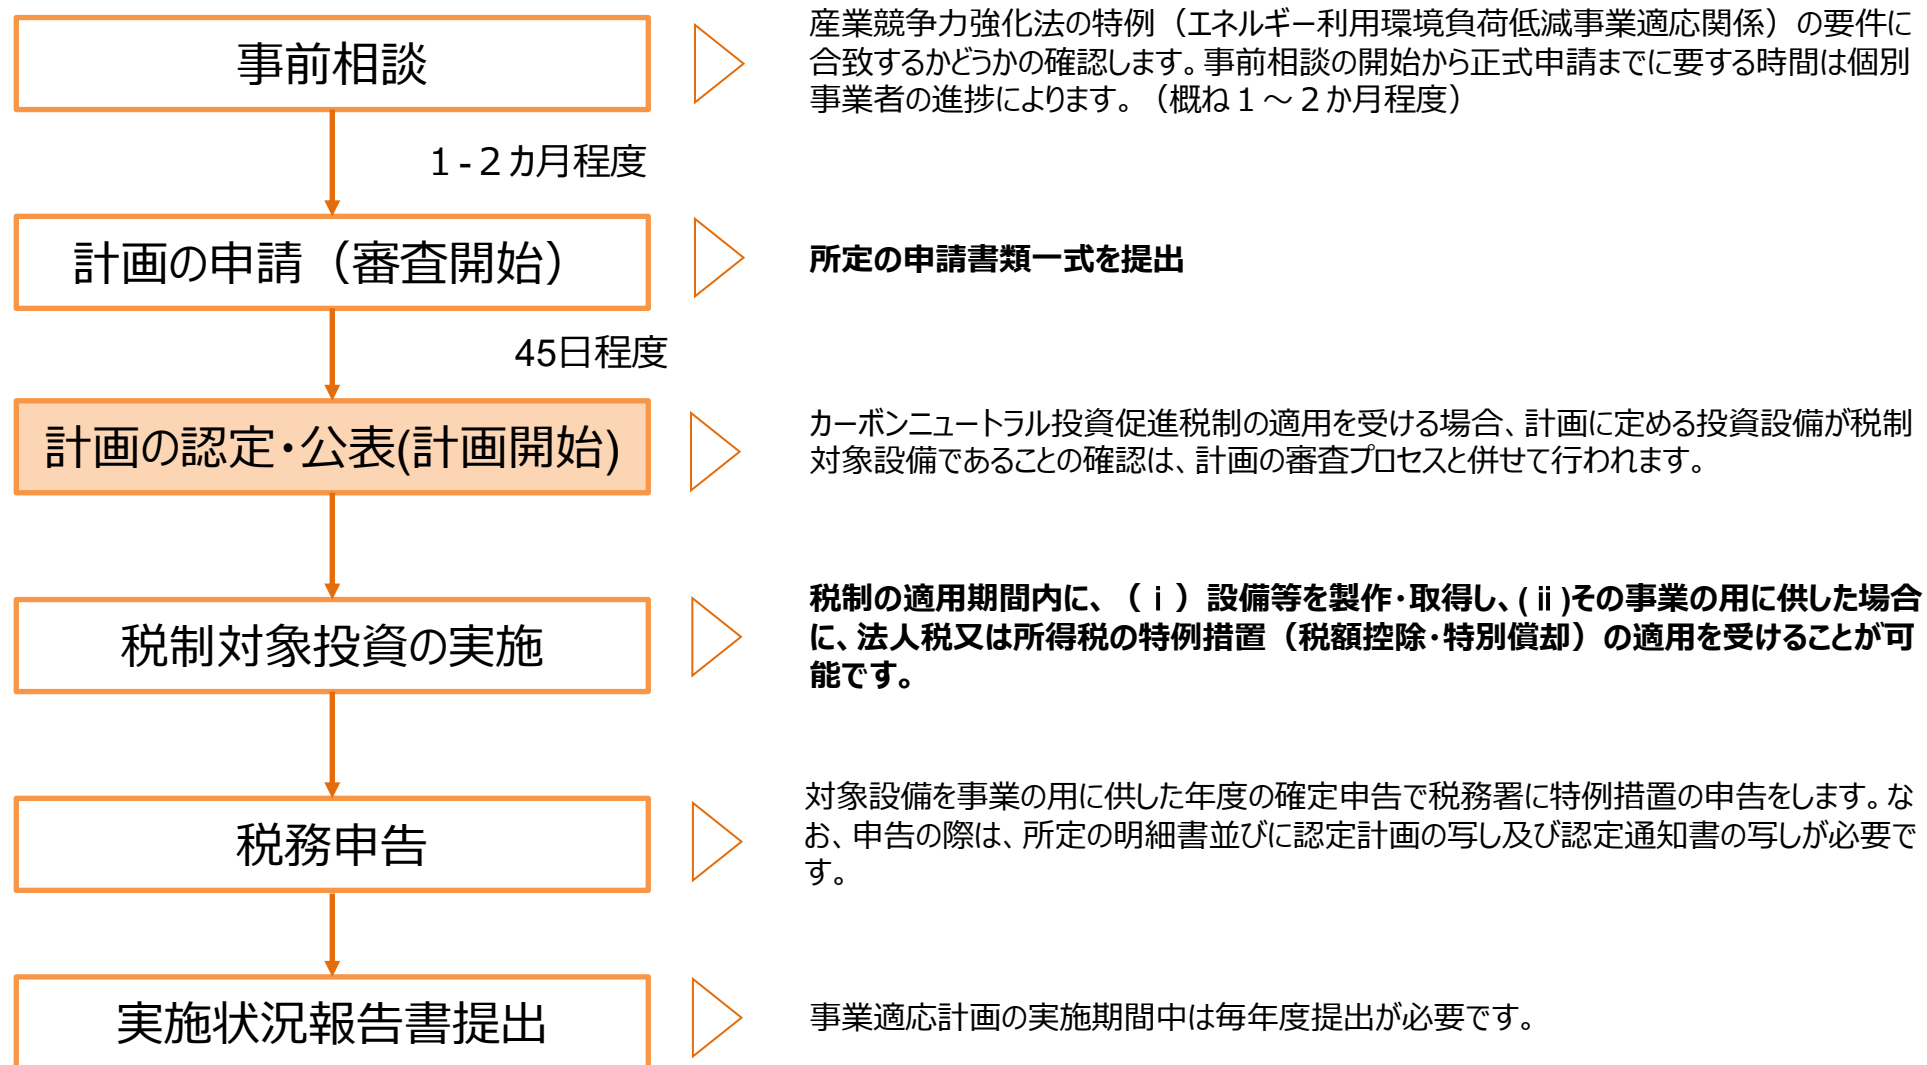 事前相談
産業競争力強化法の特例（エネルギー利用環境負荷低減事業適応関係）の要件に
合致するかどうかの確認します。事前相談の開始から正式申請までに要する時間は個別
事業者の進捗によります。（概ね１～２か月程度）
１-２カ月程度
計画の申請（審査開始）
所定の申請書類一式を提出
45日程度
計画の認定・公表(計画開始)
カーボンニュートラル投資促進税制の適用を受ける場合、計画に定める投資設備が税制
対象設備であることの確認は、計画の審査プロセスと併せて行われます。
税制対象投資の実施
税制の適用期間内に、（ⅰ）設備等を製作・取得し、(ⅱ)その事業の用に供した場合
に、法人税又は所得税の特例措置（税額控除・特別償却）の適用を受けることが可
能です。
税務申告
対象設備を事業の用に供した年度の確定申告で税務署に特例措置の申告をします。な
お、申告の際は、所定の明細書並びに認定計画の写し及び認定通知書の写しが必要で
す。
実施状況報告書提出
事業適応計画の実施期間中は毎年度提出が必要です。